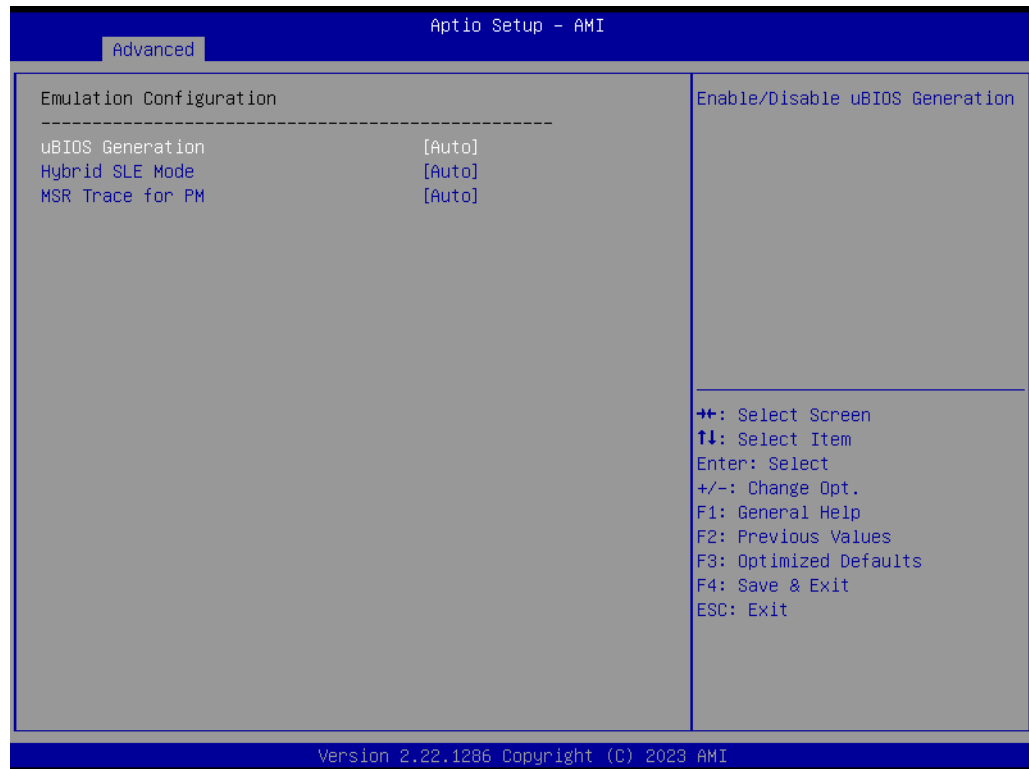 Aptio Setup – AMI
Advanced
Emulation Configuration
--------------------------------------------------
uBIOS Generation [Auto]
Hybrid SLE Mode [Auto]
MSR Trace for PM [Auto]
Enable/Disable uBIOS Generation
→←: Select Screen
↑↓: Select Item
Enter: Select
+/-: Change Opt.
F1: General Help
F2: Previous Values
F3: Optimized Defaults
F4: Save & Exit
ESC: Exit
Version 2.22.1286 Copyright (C) 2023 AMI